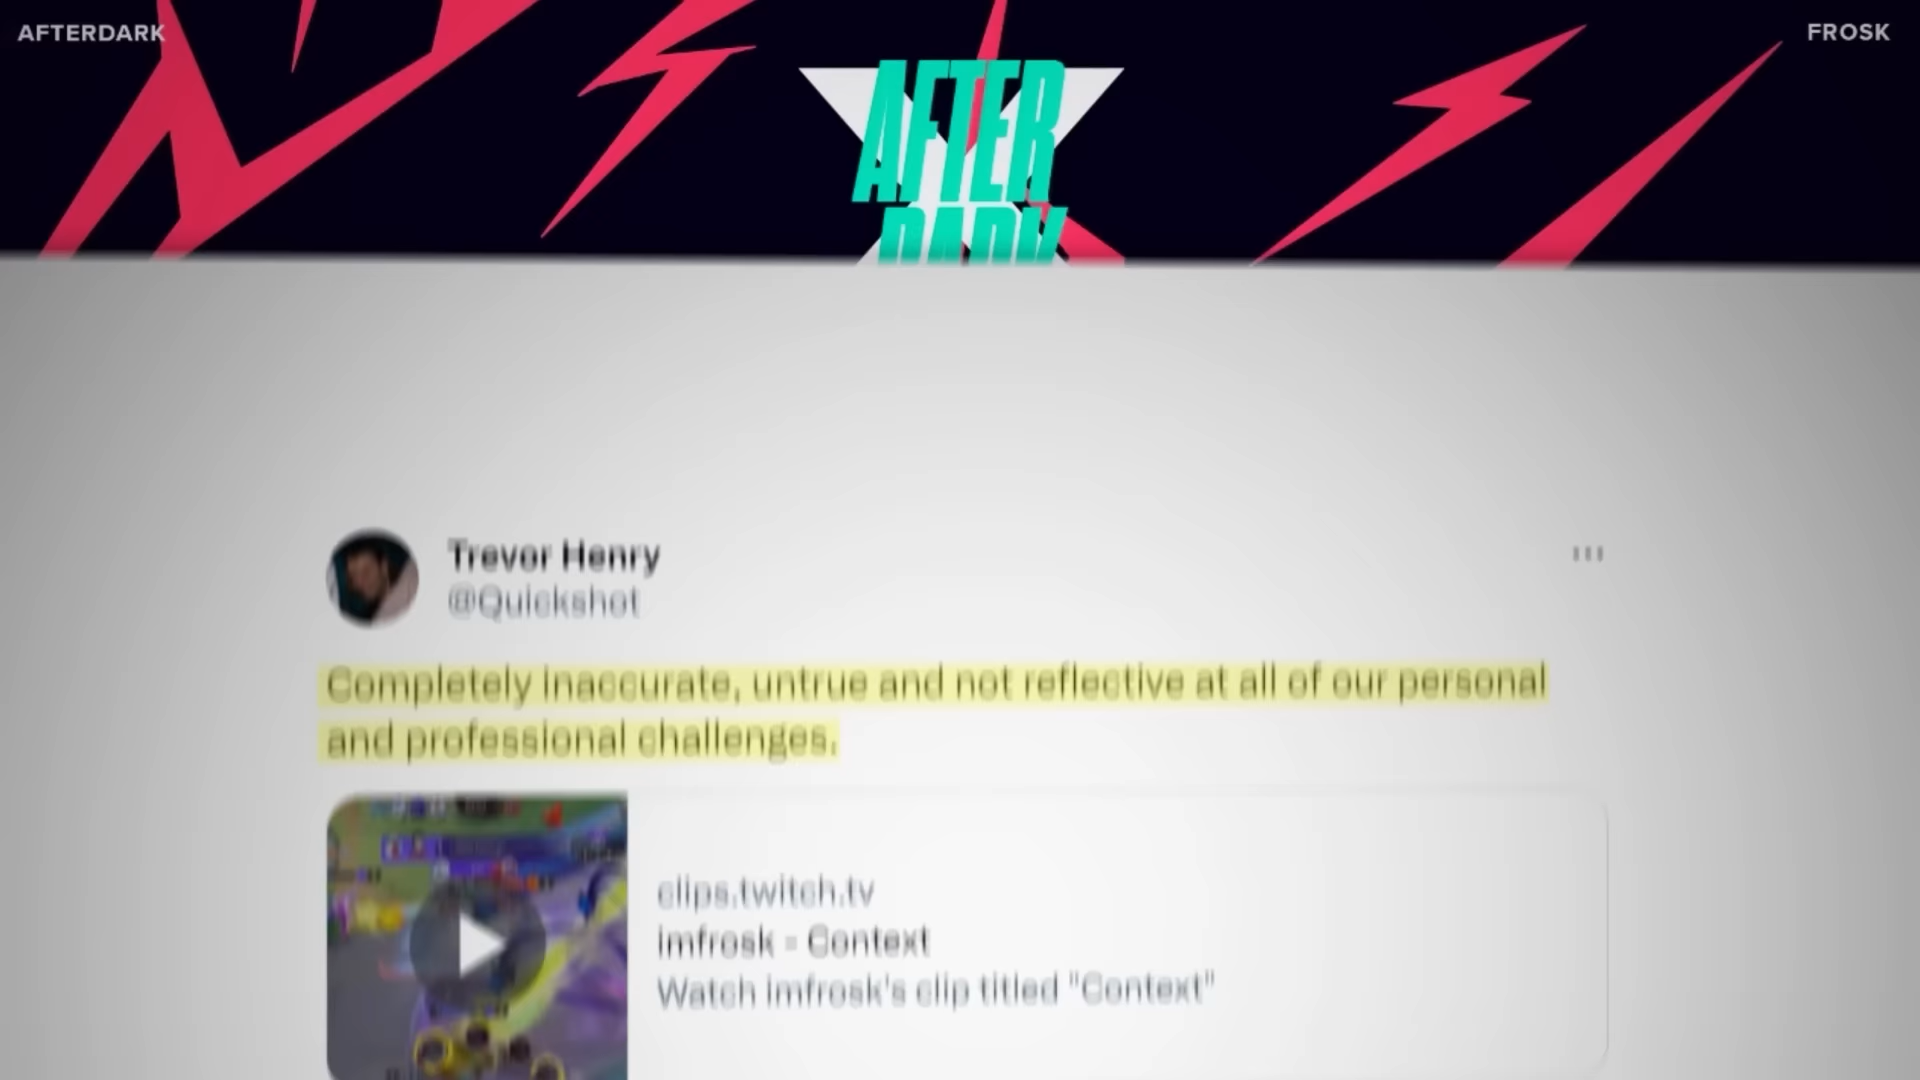 AFTERDARK
FROSK
AFTER
DARK
Trevor Henry
@Quickshot
Completely inaccurate, untrue and not reflective at all of our personal
and professional challenges.
clips.twitch.tv
imfrosk - Context
Watch imfrosk's clip titled "Context"